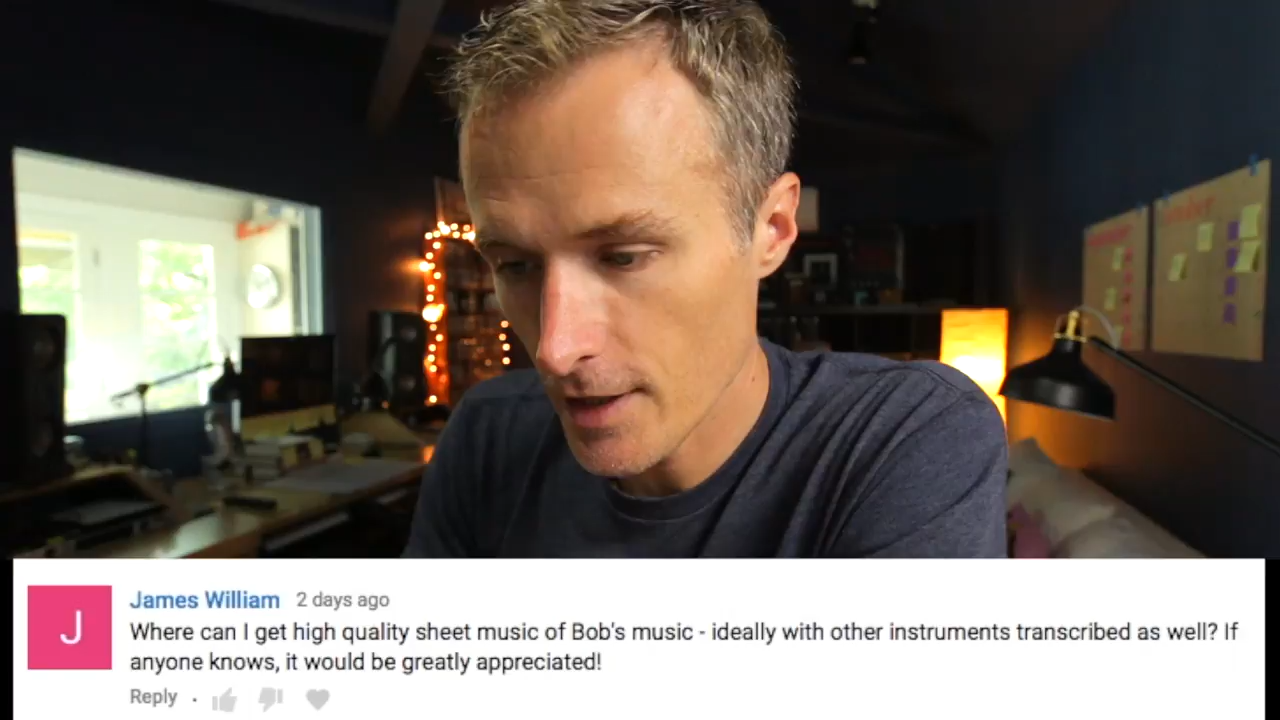 J
James William 2 days ago
Where can I get high quality sheet music of Bob's music - ideally with other instruments transcribed as well? If
anyone knows, it would be greatly appreciated!
Reply